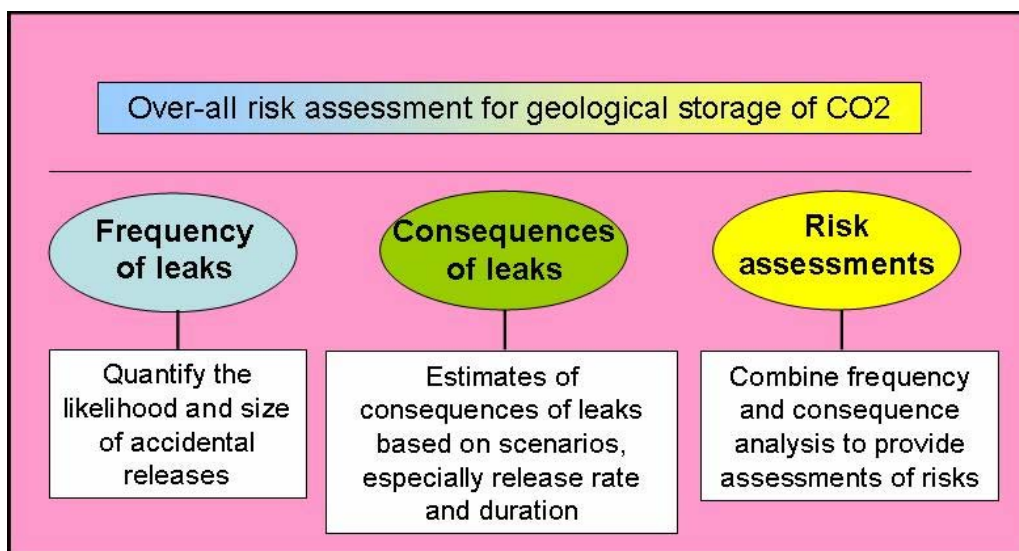 Over-all risk assessment for geological storage of CO2
Frequency
of leaks
Consequences
of leaks
Risk
assessments
Quantify the
likelihood and size
of accidental
releases
Estimates of
consequences of leaks
based on scenarios,
especially release rate
and duration
Combine frequency
and consequence
analysis to provide
assessments of risks